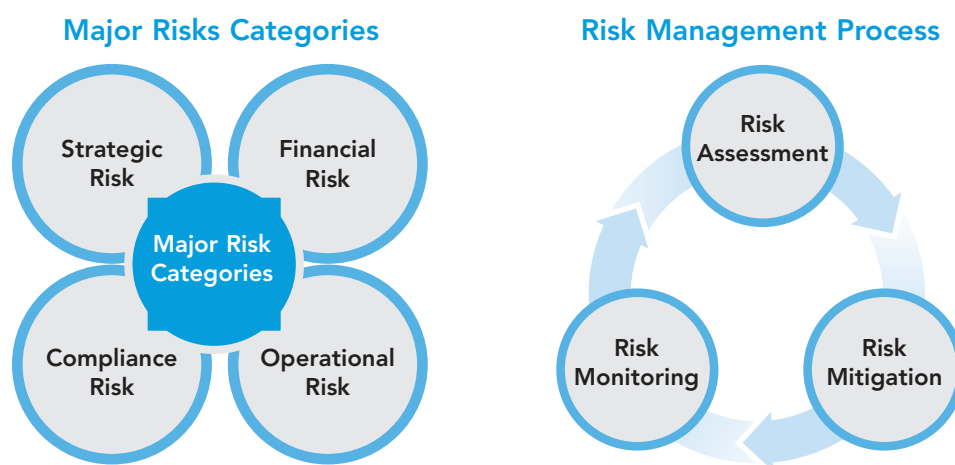 Major Risks Categories
Strategic
Risk
Financial
Risk
Major Risk
Categories
Compliance
Risk
Operational
Risk
Risk Management Process
Risk
Assessment
Risk
Monitoring
Risk
Mitigation